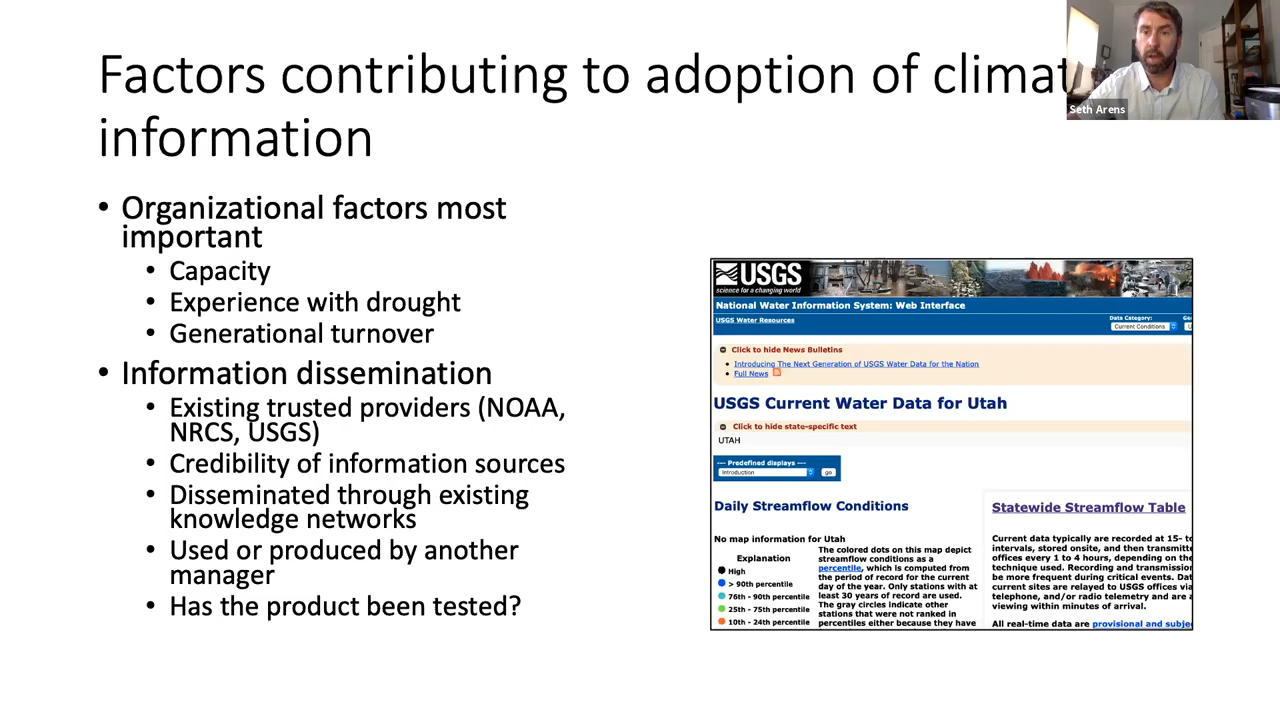 Factors contributing to adoption of climat
information
Seth Arens
• Organizational factors most
important
• Capacity
• Experience with drought
• Generational turnover
• Information dissemination
• Existing trusted providers (NOAA,
NRCS, USGS)
• Credibility of information sources
• Disseminated through existing
knowledge networks
• Used or produced by another
manager
• Has the product been tested?
USGS
science for a changing world
National Water Information System: Web Interface
USGS Water Resources
Data Category:
Current Conditions
Click to hide News Bulletins
• Introducing The Next Generation of USGS Water Data for the Nation
• Full News
USGS Current Water Data for Utah
Click to hide state-specific text
UTAH
--- Predefined displays ---
Introduction
go
Daily Streamflow Conditions
No map information for Utah
Explanation
High
> 90th percentile
76th - 90th percentile
25th - 75th percentile
10th - 24th percentile
The colored dots on this map depict
streamflow conditions as a
percentile, which is computed from
the period of record for the current
day of the year. Only stations with at
least 30 years of record are used.
The gray circles indicate other
stations that were not ranked in
percentiles either because they have
Statewide Streamflow Table
Current data typically are recorded at 15- to
intervals, stored onsite, and then transmitt
offices every 1 to 4 hours, depending on the
technique used. Recording and transmission
be more frequent during critical events. Dat
current sites are relayed to USGS offices via
telephone, and/or radio telemetry and are a
viewing within minutes of arrival.
All real-time data are provisional and subje